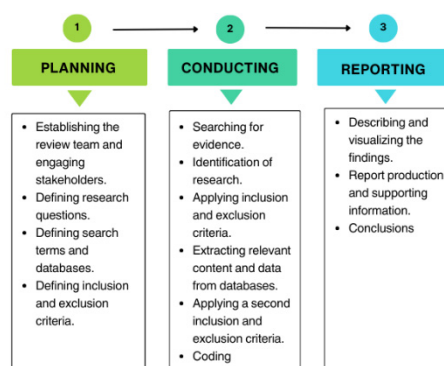 1
2
3
PLANNING
CONDUCTING
REPORTING
• Establishing the
review team and
engaging
stakeholders.
• Defining research
questions.
• Defining search
terms and
databases.
• Defining inclusion
and exclusion
criteria.
• Searching for
evidence.
• Identification of
research.
• Applying inclusion
and exclusion
criteria.
• Extracting relevant
content and data
from databases.
• Applying a second
inclusion and
exclusion criteria.
• Coding
• Describing and
visualizing the
findings.
• Report production
and supporting
information.
• Conclusions